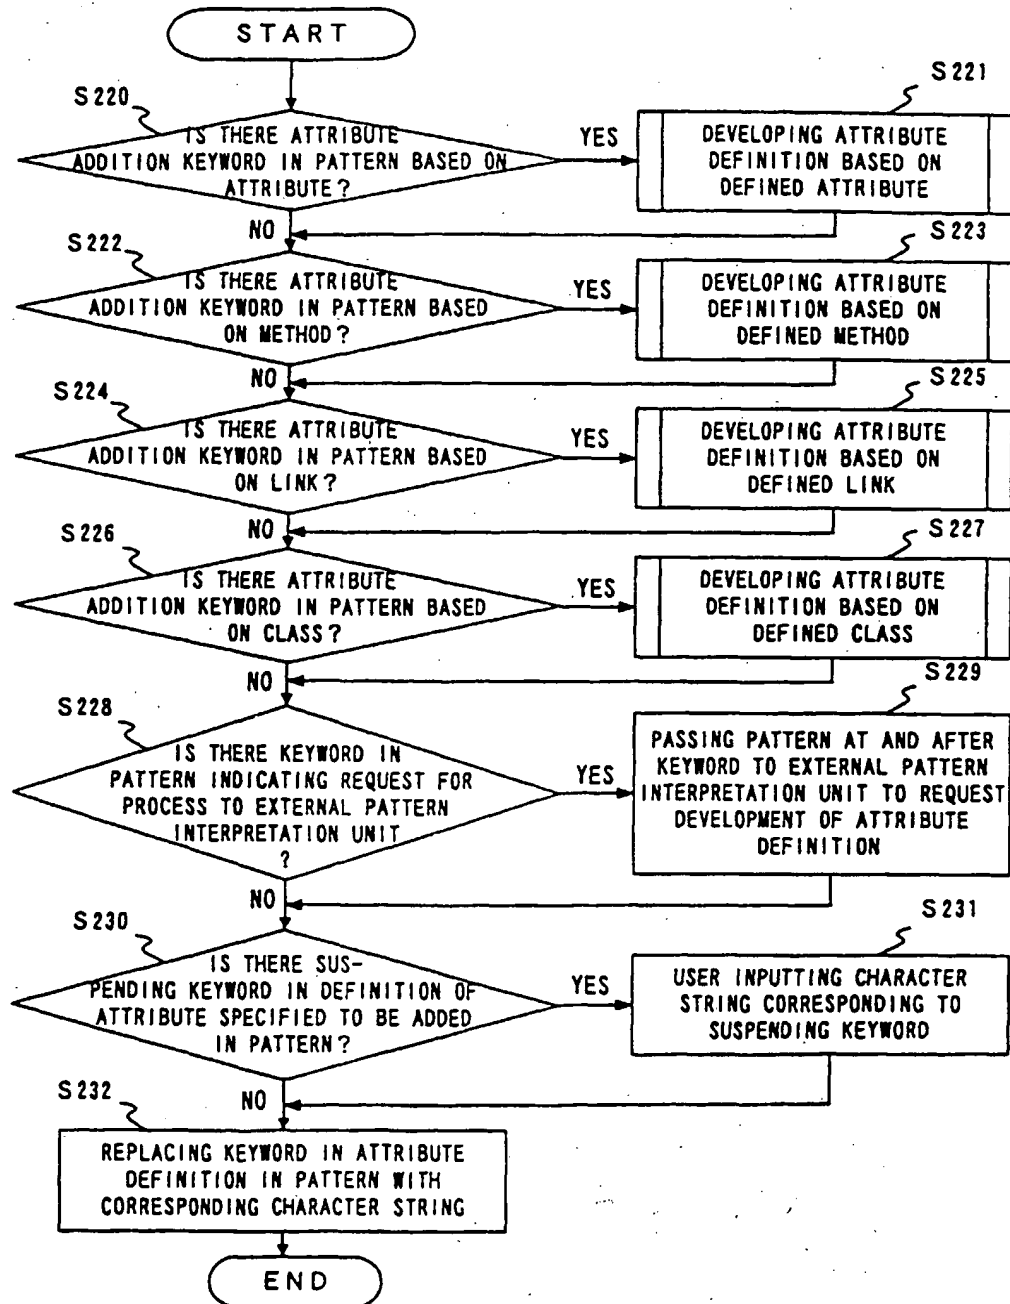 START
S220
IS THERE ATTRIBUTE
ADDITION KEYWORD IN PATTERN BASED ON
ATTRIBUTE?
YES
S221
DEVELOPING ATTRIBUTE
DEFINITION BASED ON
DEFINED ATTRIBUTE
NO
S222
IS THERE ATTRIBUTE
ADDITION KEYWORD IN PATTERN BASED
ON METHOD?
YES
S223
DEVELOPING ATTRIBUTE
DEFINITION BASED ON
DEFINED METHOD
NO
S224
IS THERE ATTRIBUTE
ADDITION KEYWORD IN PATTERN BASED
ON LINK?
YES
S225
DEVELOPING ATTRIBUTE
DEFINITION BASED ON
DEFINED LINK
NO
S226
IS THERE ATTRIBUTE
ADDITION KEYWORD IN PATTERN BASED
ON CLASS?
YES
S227
DEVELOPING ATTRIBUTE
DEFINITION BASED ON
DEFINED CLASS
NO
S228
IS THERE KEYWORD IN
PATTERN INDICATING REQUEST FOR
PROCESS TO EXTERNAL PATTERN
INTERPRETATION UNIT
?
YES
S229
PASSING PATTERN AT AND AFTER
KEYWORD TO EXTERNAL PATTERN
INTERPRETATION UNIT TO REQUEST
DEVELOPMENT OF ATTRIBUTE
DEFINITION
NO
S230
IS THERE SUS-
PENDING KEYWORD IN DEFINITION OF
ATTRIBUTE SPECIFIED TO BE ADDED
IN PATTERN?
YES
S231
USER INPUTTING CHARACTER
STRING CORRESPONDING TO
SUSPENDING KEYWORD
NO
S232
REPLACING KEYWORD IN ATTRIBUTE
DEFINITION IN PATTERN WITH
CORRESPONDING CHARACTER STRING
END